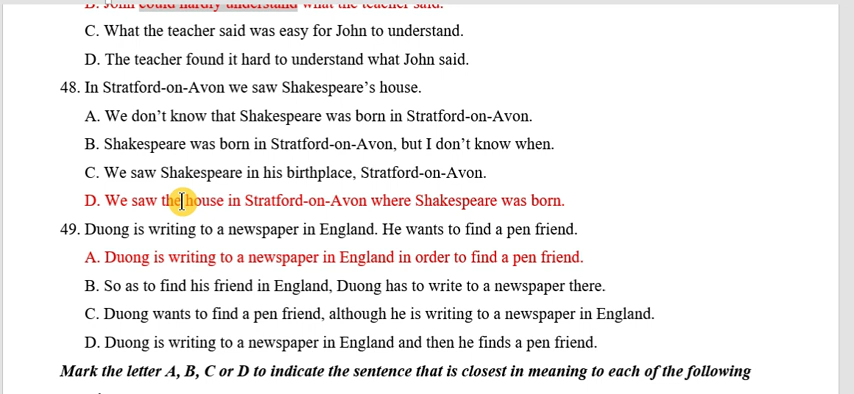 B. John could hardly understand what the teacher said.
C. What the teacher said was easy for John to understand.
D. The teacher found it hard to understand what John said.
48. In Stratford-on-Avon we saw Shakespeare’s house.
A. We don’t know that Shakespeare was born in Stratford-on-Avon.
B. Shakespeare was born in Stratford-on-Avon, but I don’t know when.
C. We saw Shakespeare in his birthplace, Stratford-on-Avon.
D. We saw the house in Stratford-on-Avon where Shakespeare was born.
49. Duong is writing to a newspaper in England. He wants to find a pen friend.
A. Duong is writing to a newspaper in England in order to find a pen friend.
B. So as to find his friend in England, Duong has to write to a newspaper there.
C. Duong wants to find a pen friend, although he is writing to a newspaper in England.
D. Duong is writing to a newspaper in England and then he finds a pen friend.
Mark the letter A, B, C or D to indicate the sentence that is closest in meaning to each of the following